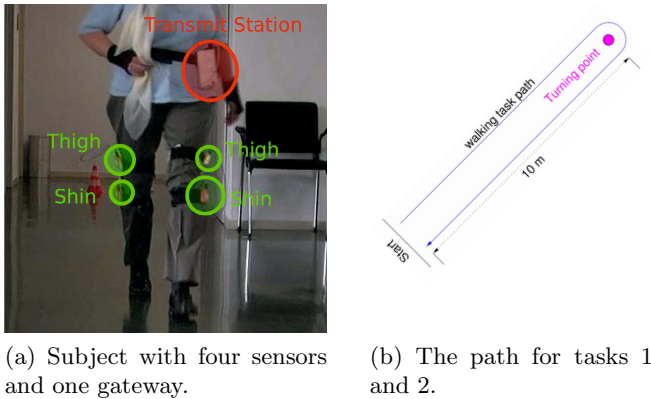 Transmit Station
Thigh
Thigh
Shin
Shin
walking task path
Turning point
10 m
Start
(a) Subject with four sensors
and one gateway.
(b) The path for tasks 1
and 2.